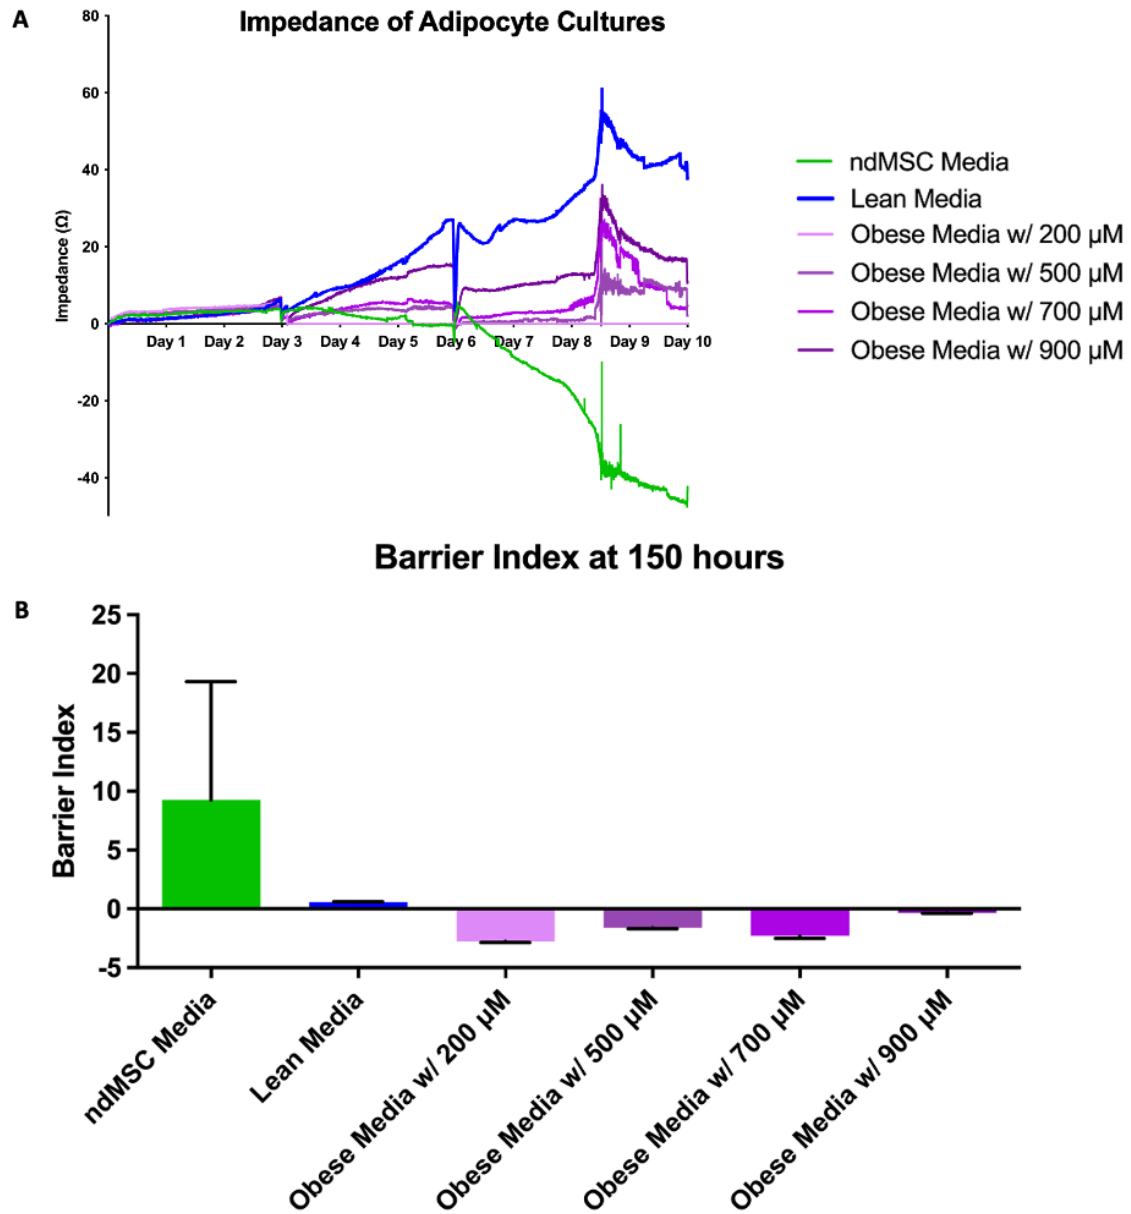 A
Impedance of Adipocyte Cultures
80
60
40
20
0
-20
-40
Impedance (Ω)
Day 1 Day 2 Day 3 Day 4 Day 5 Day 6 Day 7 Day 8 Day 9 Day 10
ndMSC Media
Lean Media
Obese Media w/ 200 µM
Obese Media w/ 500 µM
Obese Media w/ 700 µM
Obese Media w/ 900 µM
Barrier Index at 150 hours
B
25
20
15
10
5
0
-5
Barrier Index
ndMSC Media
Lean Media
Obese Media w/ 200 µM
Obese Media w/ 500 µM
Obese Media w/ 700 µM
Obese Media w/ 900 µM